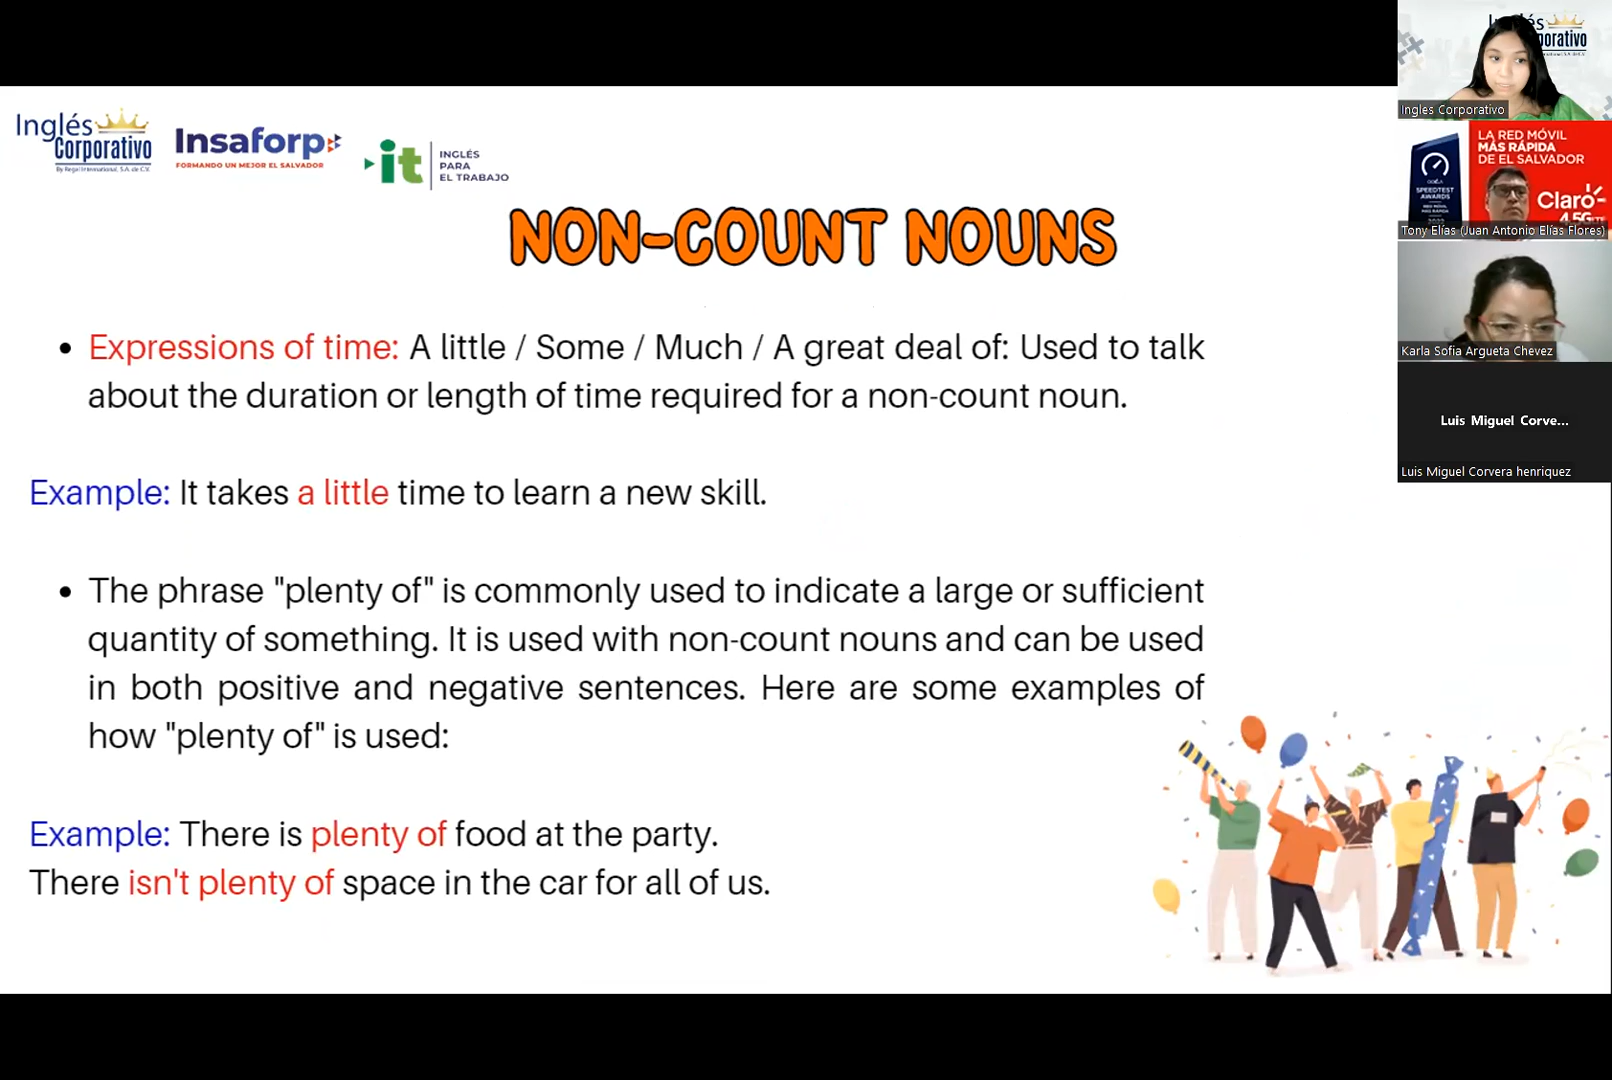 Inglés
Corporativo
By Regal International, S.A. de C.V.
Insaforp
FORMANDO UN MEJOR EL SALVADOR
it
INGLÉS
PARA
EL TRABAJO
NON-COUNT NOUNS
• Expressions of time: A little / Some / Much / A great deal of: Used to talk
about the duration or length of time required for a non-count noun.
Example: It takes a little time to learn a new skill.
• The phrase "plenty of" is commonly used to indicate a large or sufficient
quantity of something. It is used with non-count nouns and can be used
in both positive and negative sentences. Here are some examples of
how "plenty of" is used:
Example: There is plenty of food at the party.
There isn't plenty of space in the car for all of us.
Ingles Corporativo
LA RED MÓVIL
MÁS RÁPIDA
DE EL SALVADOR
SPEEDTEST
AWARDS
Claro
4.5G
Tony Elías (Juan Antonio Elías Flores)
Karla Sofia Argueta Chevez
Luis Miguel Corve...
Luis Miguel Corvera henriquez